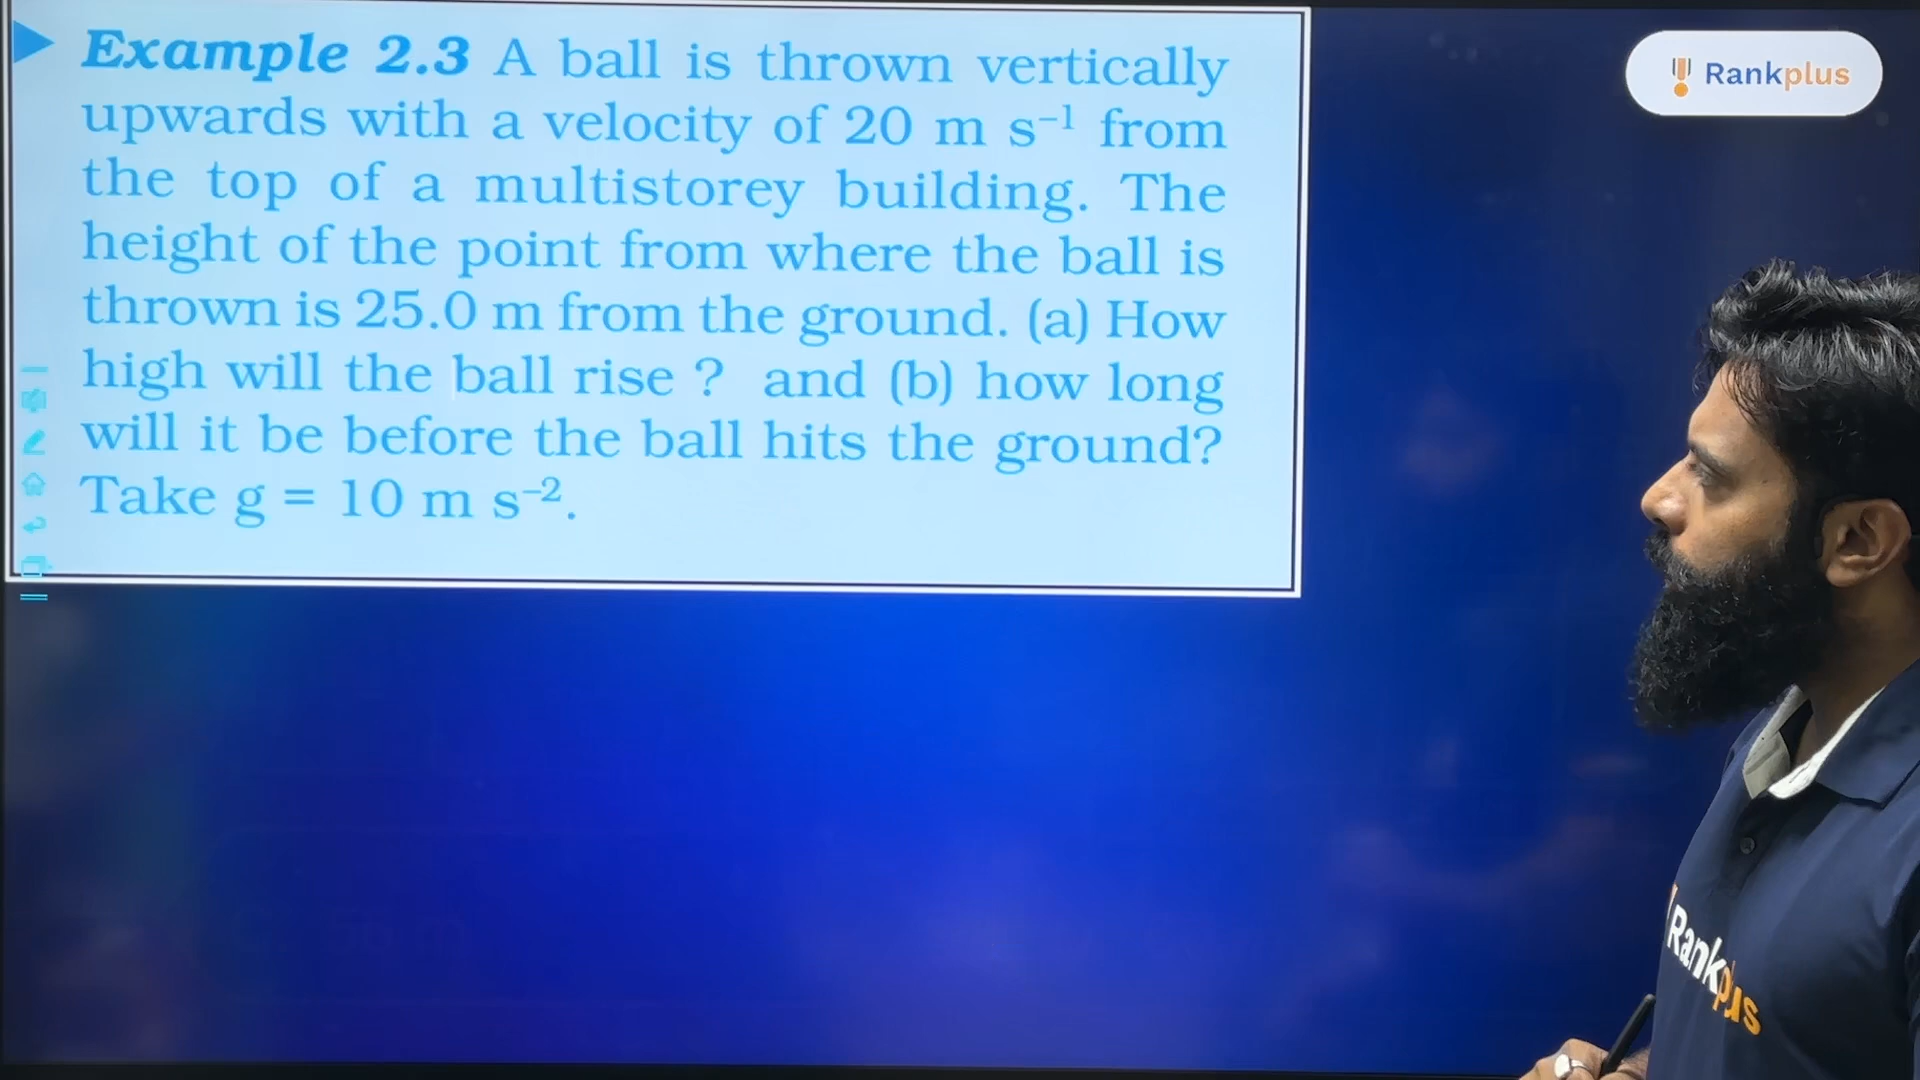 Example 2.3 A ball is thrown vertically
upwards with a velocity of 20 m s⁻¹ from
the top of a multistorey building. The
height of the point from where the ball is
thrown is 25.0 m from the ground. (a) How
high will the ball rise ? and (b) how long
will it be before the ball hits the ground?
Take g = 10 m s⁻².
Rankplus
Rankplus